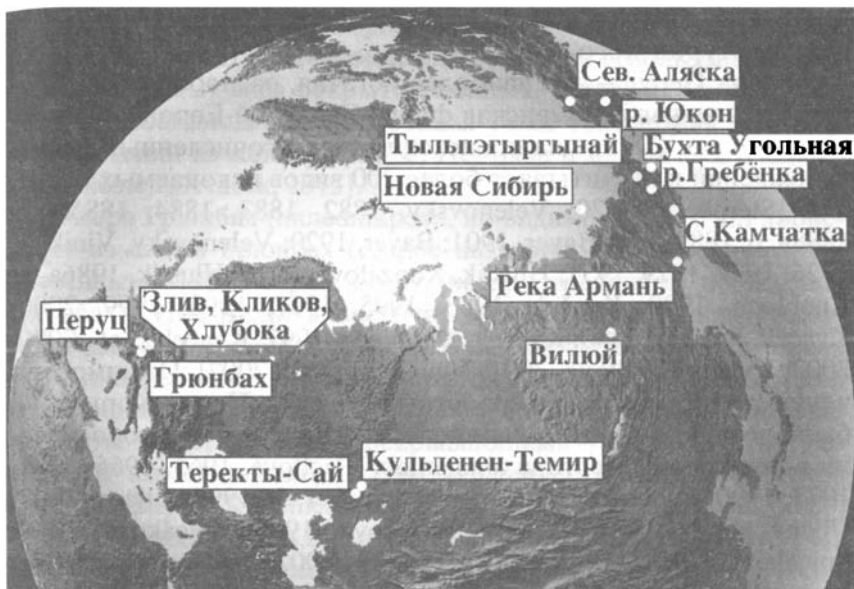 Сев. Аляска
р. Юкон
Тыльпэгыргынай
Бухта Угольная
р.Гребёнка
Новая Сибирь
С.Камчатка
Река Армань
Злив, Кликов,
Хлубока
Перуц
Вилюй
Грюнбах
Теректы-Сай
Кульденен-Темир